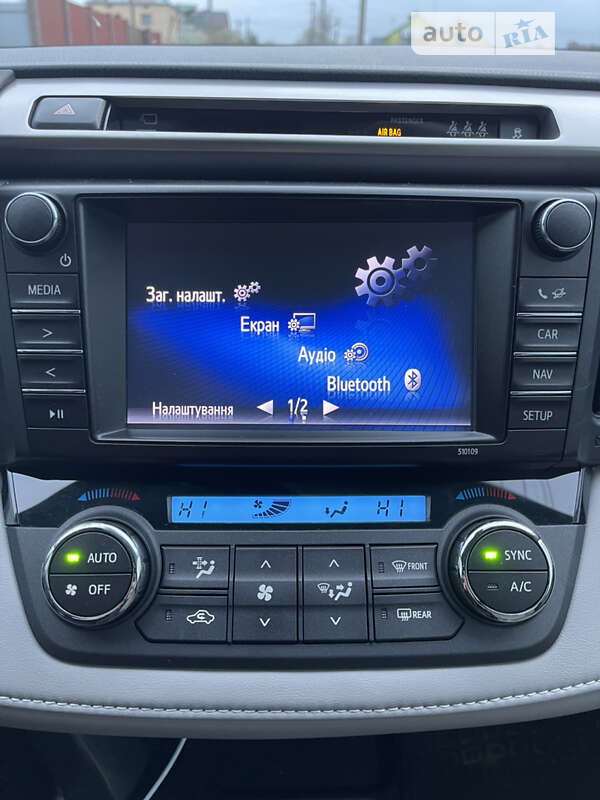 auto RIA
PASSENGER
AIR BAG
MEDIA
CAR
NAV
SETUP
Заг. налашт.
Екран
Аудіо
Bluetooth
Налаштування 1/2
510109
HI HI
AUTO
OFF
FRONT
REAR
SYNC
A/C